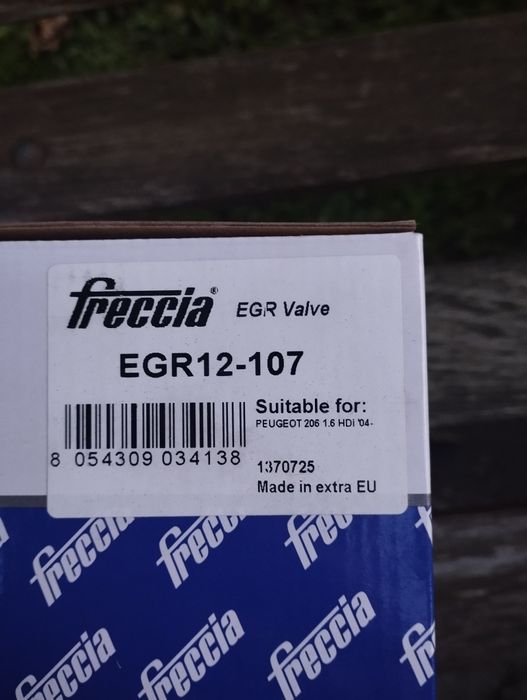 freccia® EGR Valve
EGR12-107
Suitable for:
PEUGEOT 206 1.6 HDi '04-
8 054309 034138
1370725
Made in extra EU
freccia freccia freccia
freccia freccia freccia
freccia